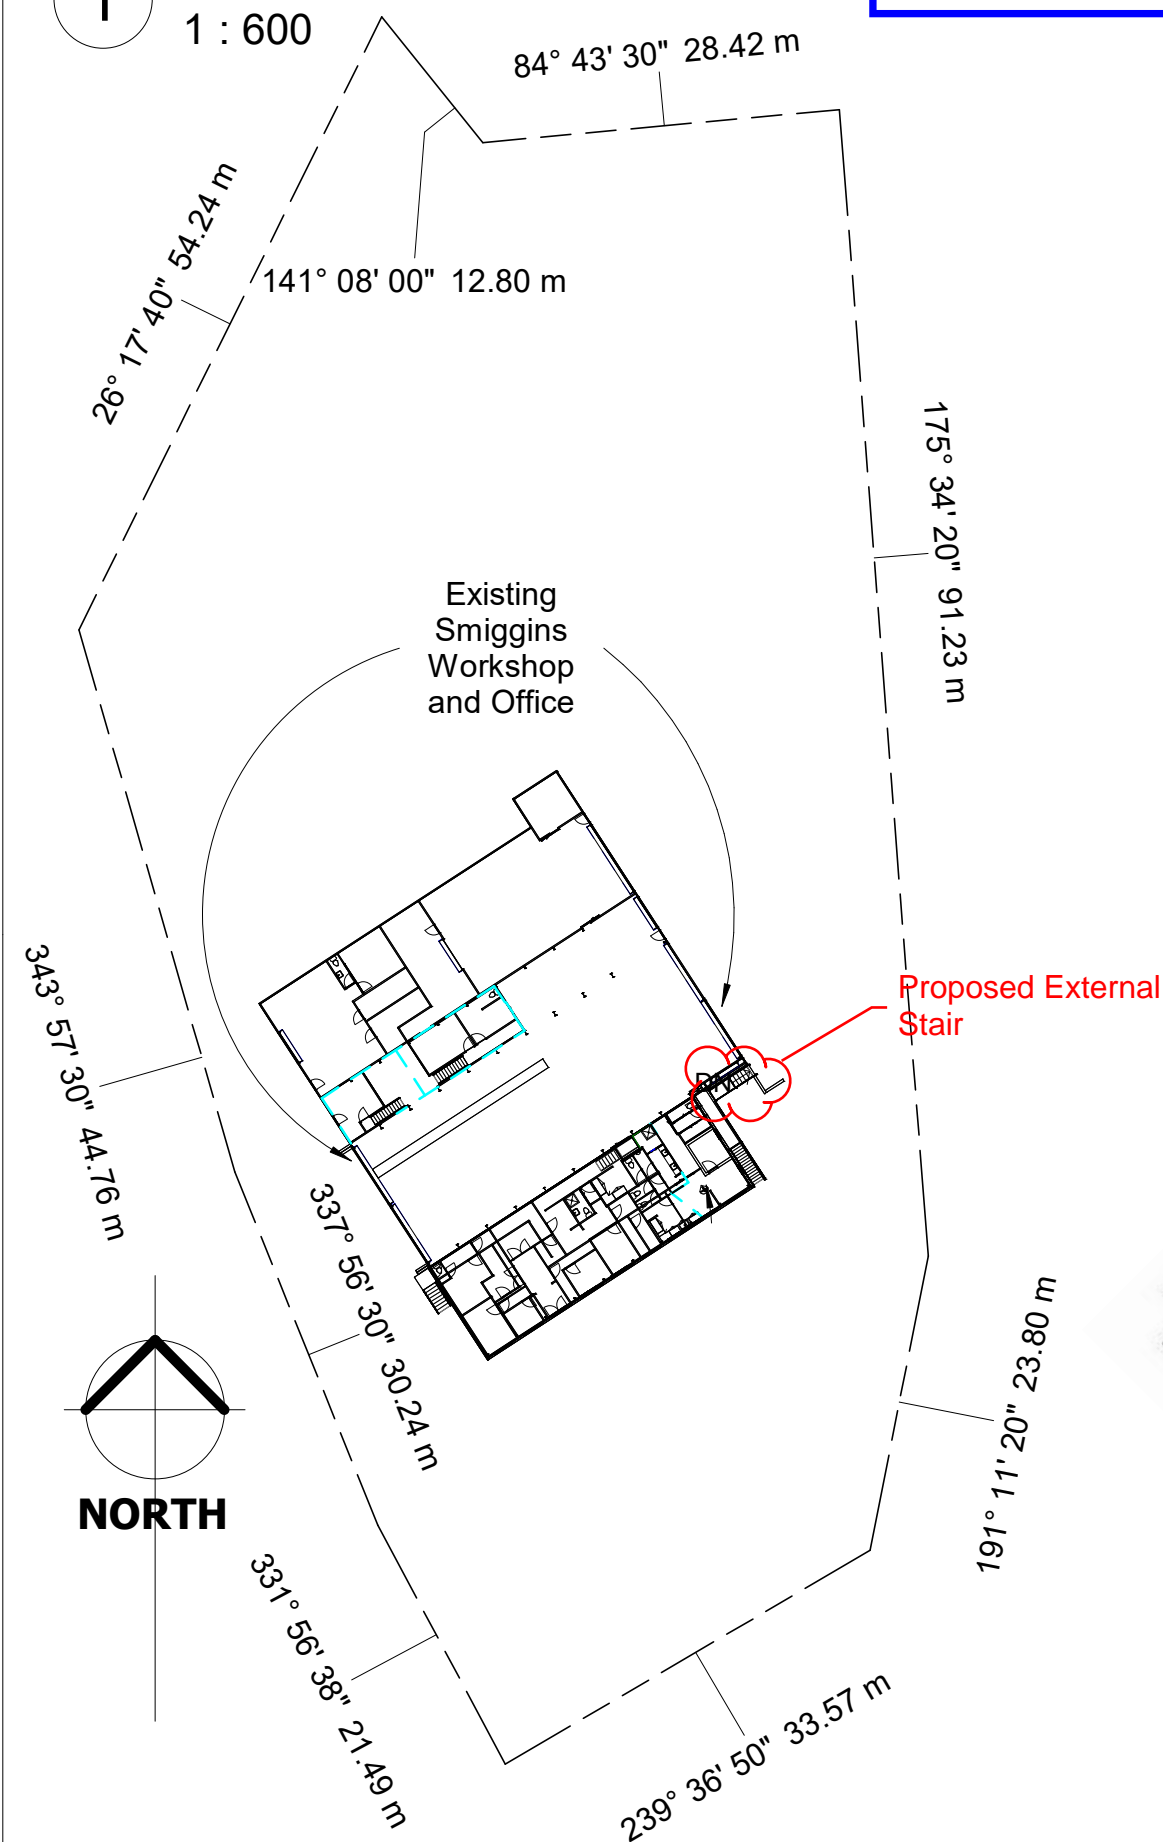 1
1 : 600
84° 43' 30" 28.42 m
26° 17' 40" 54.24 m
141° 08' 00" 12.80 m
175° 34' 20" 91.23 m
Existing
Smiggins
Workshop
and Office
343° 57' 30" 44.76 m
Proposed External
Stair
337° 56' 30" 30.24 m
191° 11' 20" 23.80 m
NORTH
331° 56' 38" 21.49 m
239° 36' 50" 33.57 m